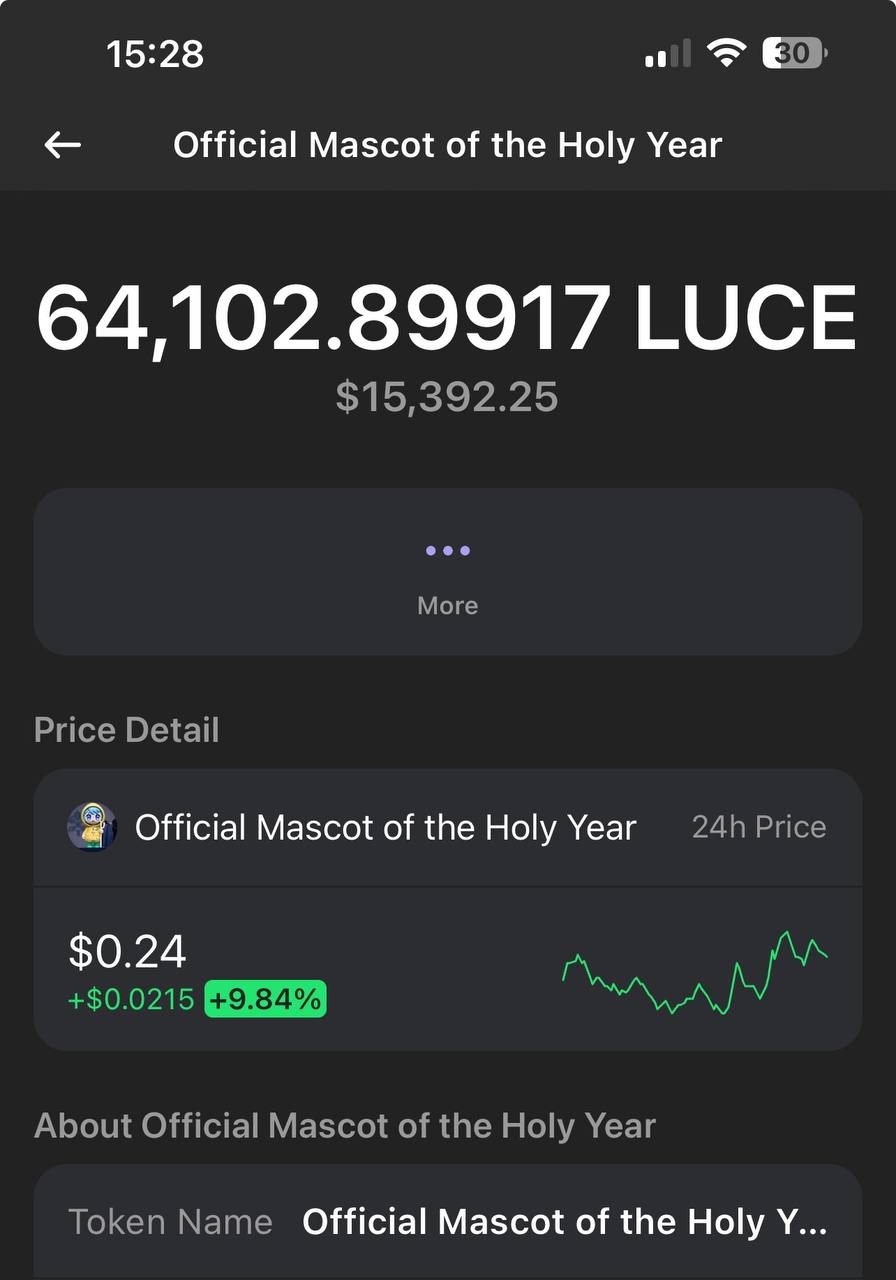 15:28
30
Official Mascot of the Holy Year
64,102.89917 LUCE
$15,392.25
More
Price Detail
Official Mascot of the Holy Year 24h Price
$0.24
+$0.0215 +9.84%
About Official Mascot of the Holy Year
Token Name Official Mascot of the Holy Y...